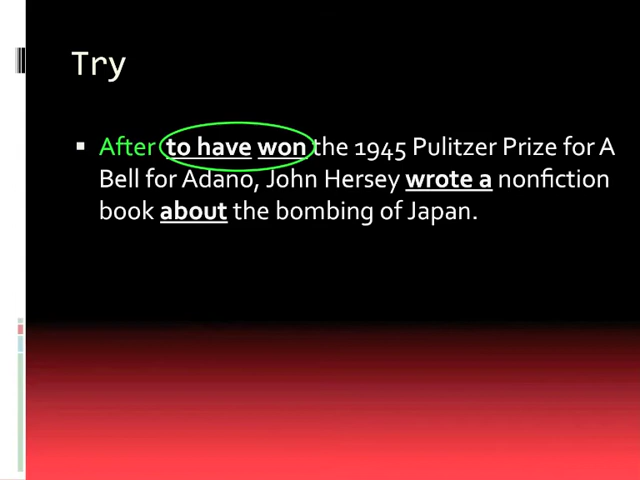 Try
After to have won the 1945 Pulitzer Prize for A
Bell for Adano, John Hersey wrote a nonfiction
book about the bombing of Japan.